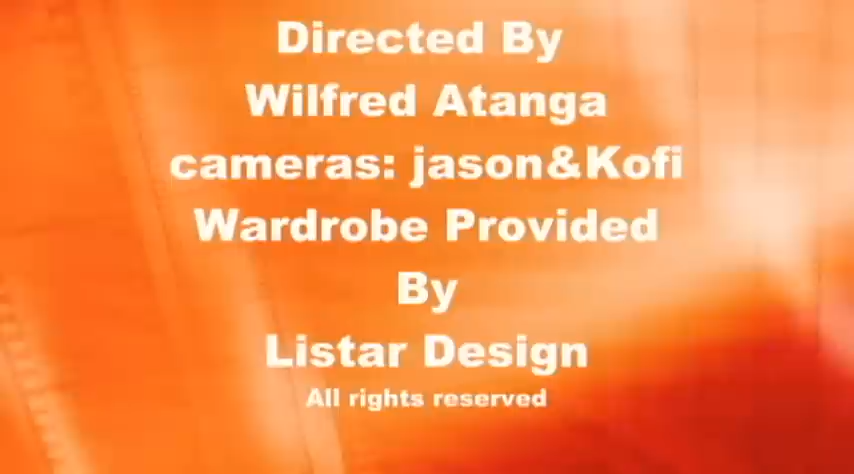 Directed By
Wilfred Atanga
cameras: jason&Kofi
Wardrobe Provided
By
Listar Design
All rights reserved